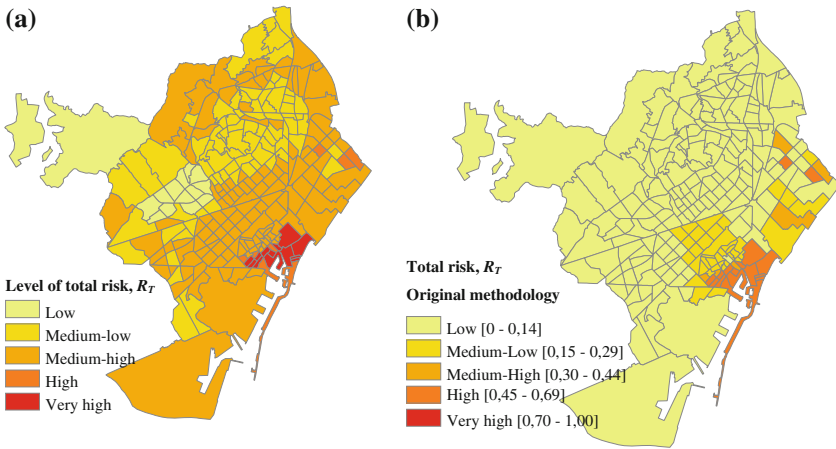 (a)
Level of total risk, R_T
Low
Medium-low
Medium-high
High
Very high
(b)
Total risk, R_T
Original methodology
Low [0 - 0,14]
Medium-Low [0,15 - 0,29]
Medium-High [0,30 - 0,44]
High [0,45 - 0,69]
Very high [0,70 - 1,00]